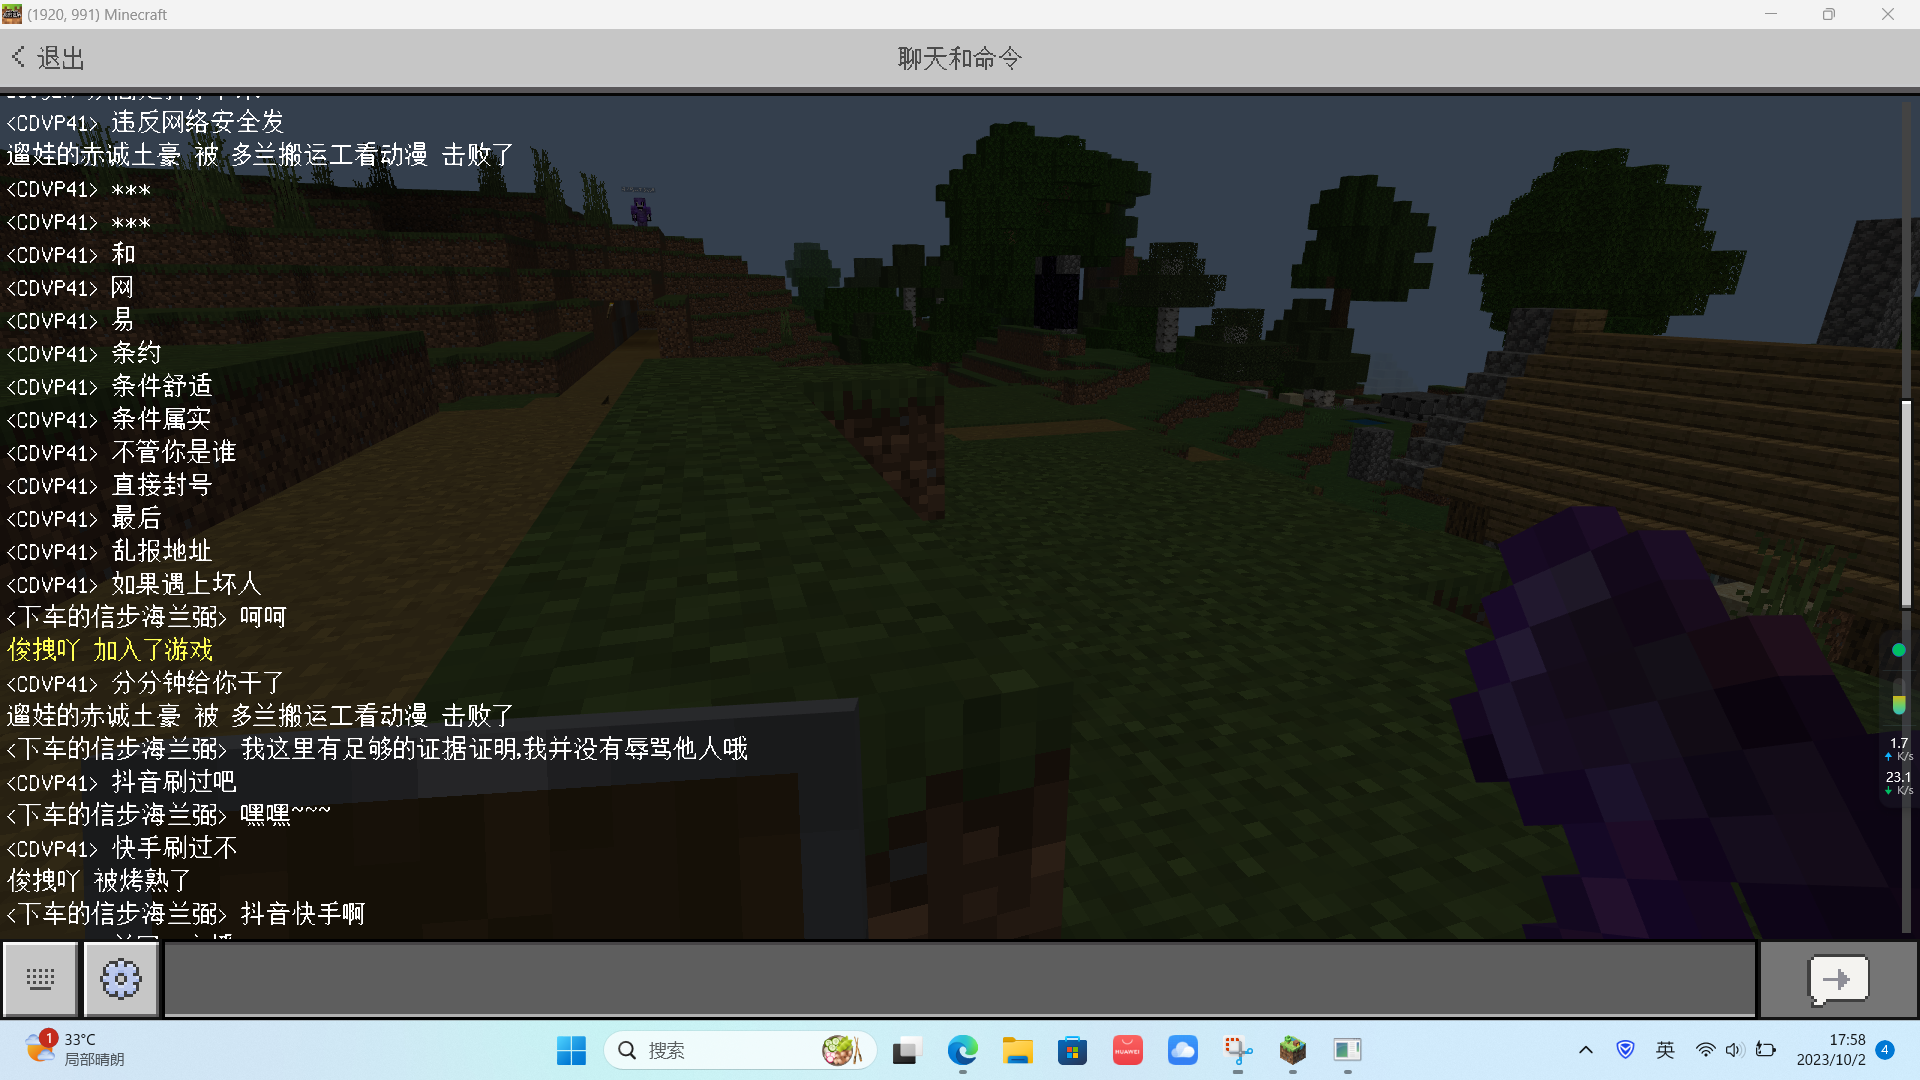 (1920, 991) Minecraft
退出
聊天和命令
<CDVP41> 违反网络安全发
遛娃的赤诚土豪 被 多兰搬运工看动漫 击败了
<CDVP41> ***
<CDVP41> ***
<CDVP41> 和
<CDVP41> 网
<CDVP41> 易
<CDVP41> 条约
<CDVP41> 条件舒适
<CDVP41> 条件属实
<CDVP41> 不管你是谁
<CDVP41> 直接封号
<CDVP41> 最后
<CDVP41> 乱报地址
<CDVP41> 如果遇上坏人
<下车的信步海兰弼> 呵呵
俊拽吖 加入了游戏
<CDVP41> 分分钟给你干了
遛娃的赤诚土豪 被 多兰搬运工看动漫 击败了
<下车的信步海兰弼> 我这里有足够的证据证明,我并没有辱骂他人哦
<CDVP41> 抖音刷过吧
<下车的信步海兰弼> 嘿嘿~~~
<CDVP41> 快手刷过不
俊拽吖 被烤熟了
<下车的信步海兰弼> 抖音快手啊
1.7
K/s
23.1
K/s
1
33°C
局部晴朗
搜索
HUAWEI
英
17:58
2023/10/2
4